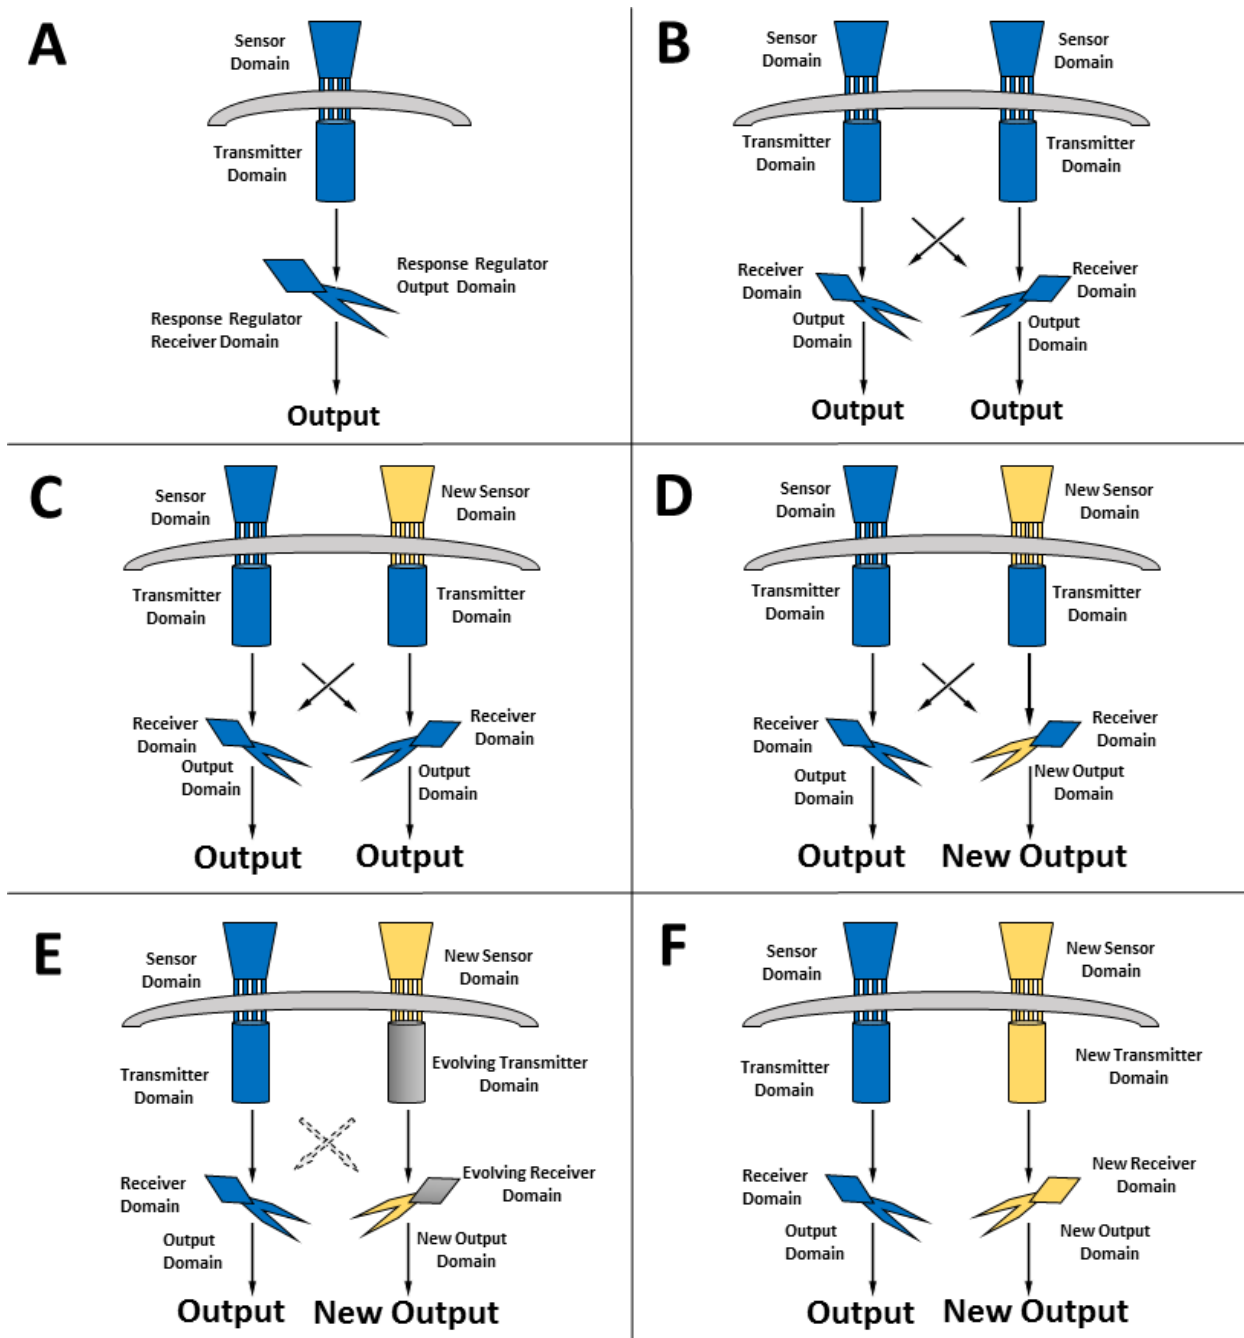 A
Sensor
Domain
Transmitter
Domain
Response Regulator
Output Domain
Response Regulator
Receiver Domain
Output
B
Sensor
Domain
Sensor
Domain
Transmitter
Domain
Transmitter
Domain
Receiver
Domain
Receiver
Domain
Output
Domain
Output
Domain
Output
Output
C
Sensor
Domain
New Sensor
Domain
Transmitter
Domain
Transmitter
Domain
Receiver
Domain
Receiver
Domain
Output
Domain
Output
Domain
Output
Output
D
Sensor
Domain
New Sensor
Domain
Transmitter
Domain
Transmitter
Domain
Receiver
Domain
Receiver
Domain
Output
Domain
New Output
Domain
Output
New Output
E
Sensor
Domain
New Sensor
Domain
Transmitter
Domain
Evolving Transmitter
Domain
Receiver
Domain
Evolving Receiver
Domain
Output
Domain
New Output
Domain
Output
New Output
F
Sensor
Domain
New Sensor
Domain
Transmitter
Domain
New Transmitter
Domain
Receiver
Domain
New Receiver
Domain
Output
Domain
New Output
Domain
Output
New Output